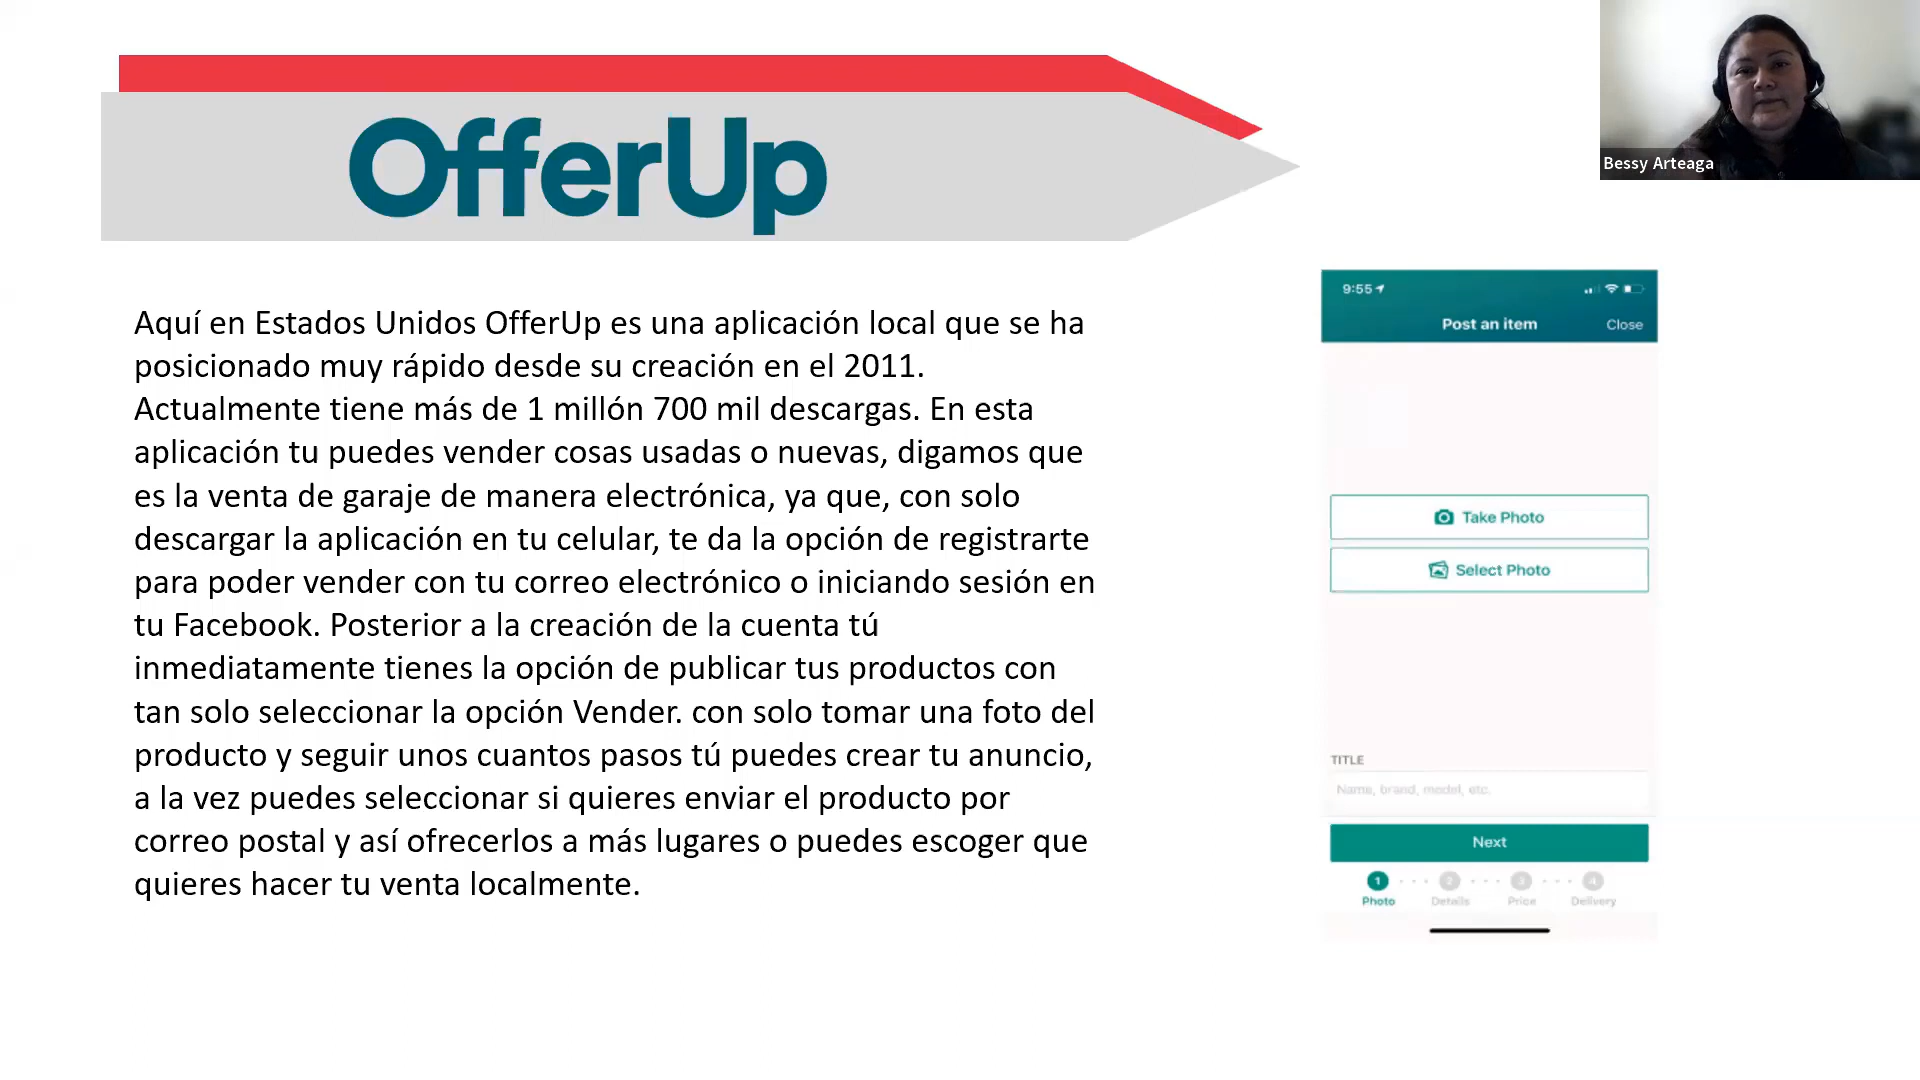 OfferUp
Bessy Arteaga
Aquí en Estados Unidos OfferUp es una aplicación local que se ha
posicionado muy rápido desde su creación en el 2011.
Actualmente tiene más de 1 millón 700 mil descargas. En esta
aplicación tu puedes vender cosas usadas o nuevas, digamos que
es la venta de garaje de manera electrónica, ya que, con solo
descargar la aplicación en tu celular, te da la opción de registrarte
para poder vender con tu correo electrónico o iniciando sesión en
tu Facebook. Posterior a la creación de la cuenta tú
inmediatamente tienes la opción de publicar tus productos con
tan solo seleccionar la opción Vender. con solo tomar una foto del
producto y seguir unos cuantos pasos tú puedes crear tu anuncio,
a la vez puedes seleccionar si quieres enviar el producto por
correo postal y así ofrecerlos a más lugares o puedes escoger que
quieres hacer tu venta localmente.
9:55
Post an item Close
Take Photo
Select Photo
TITLE
Name, brand, model, etc.
Next
1 2 3 4
Photo Details Price Delivery